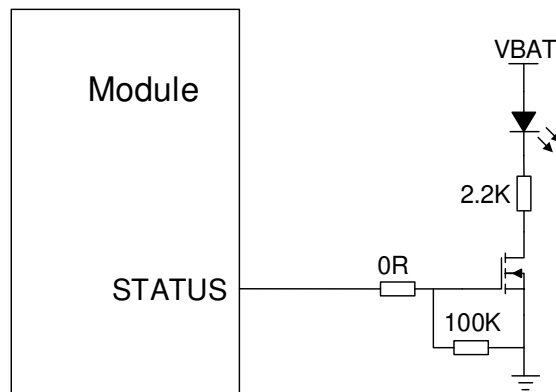 VBAT
Module
2.2K
0R
STATUS
100K